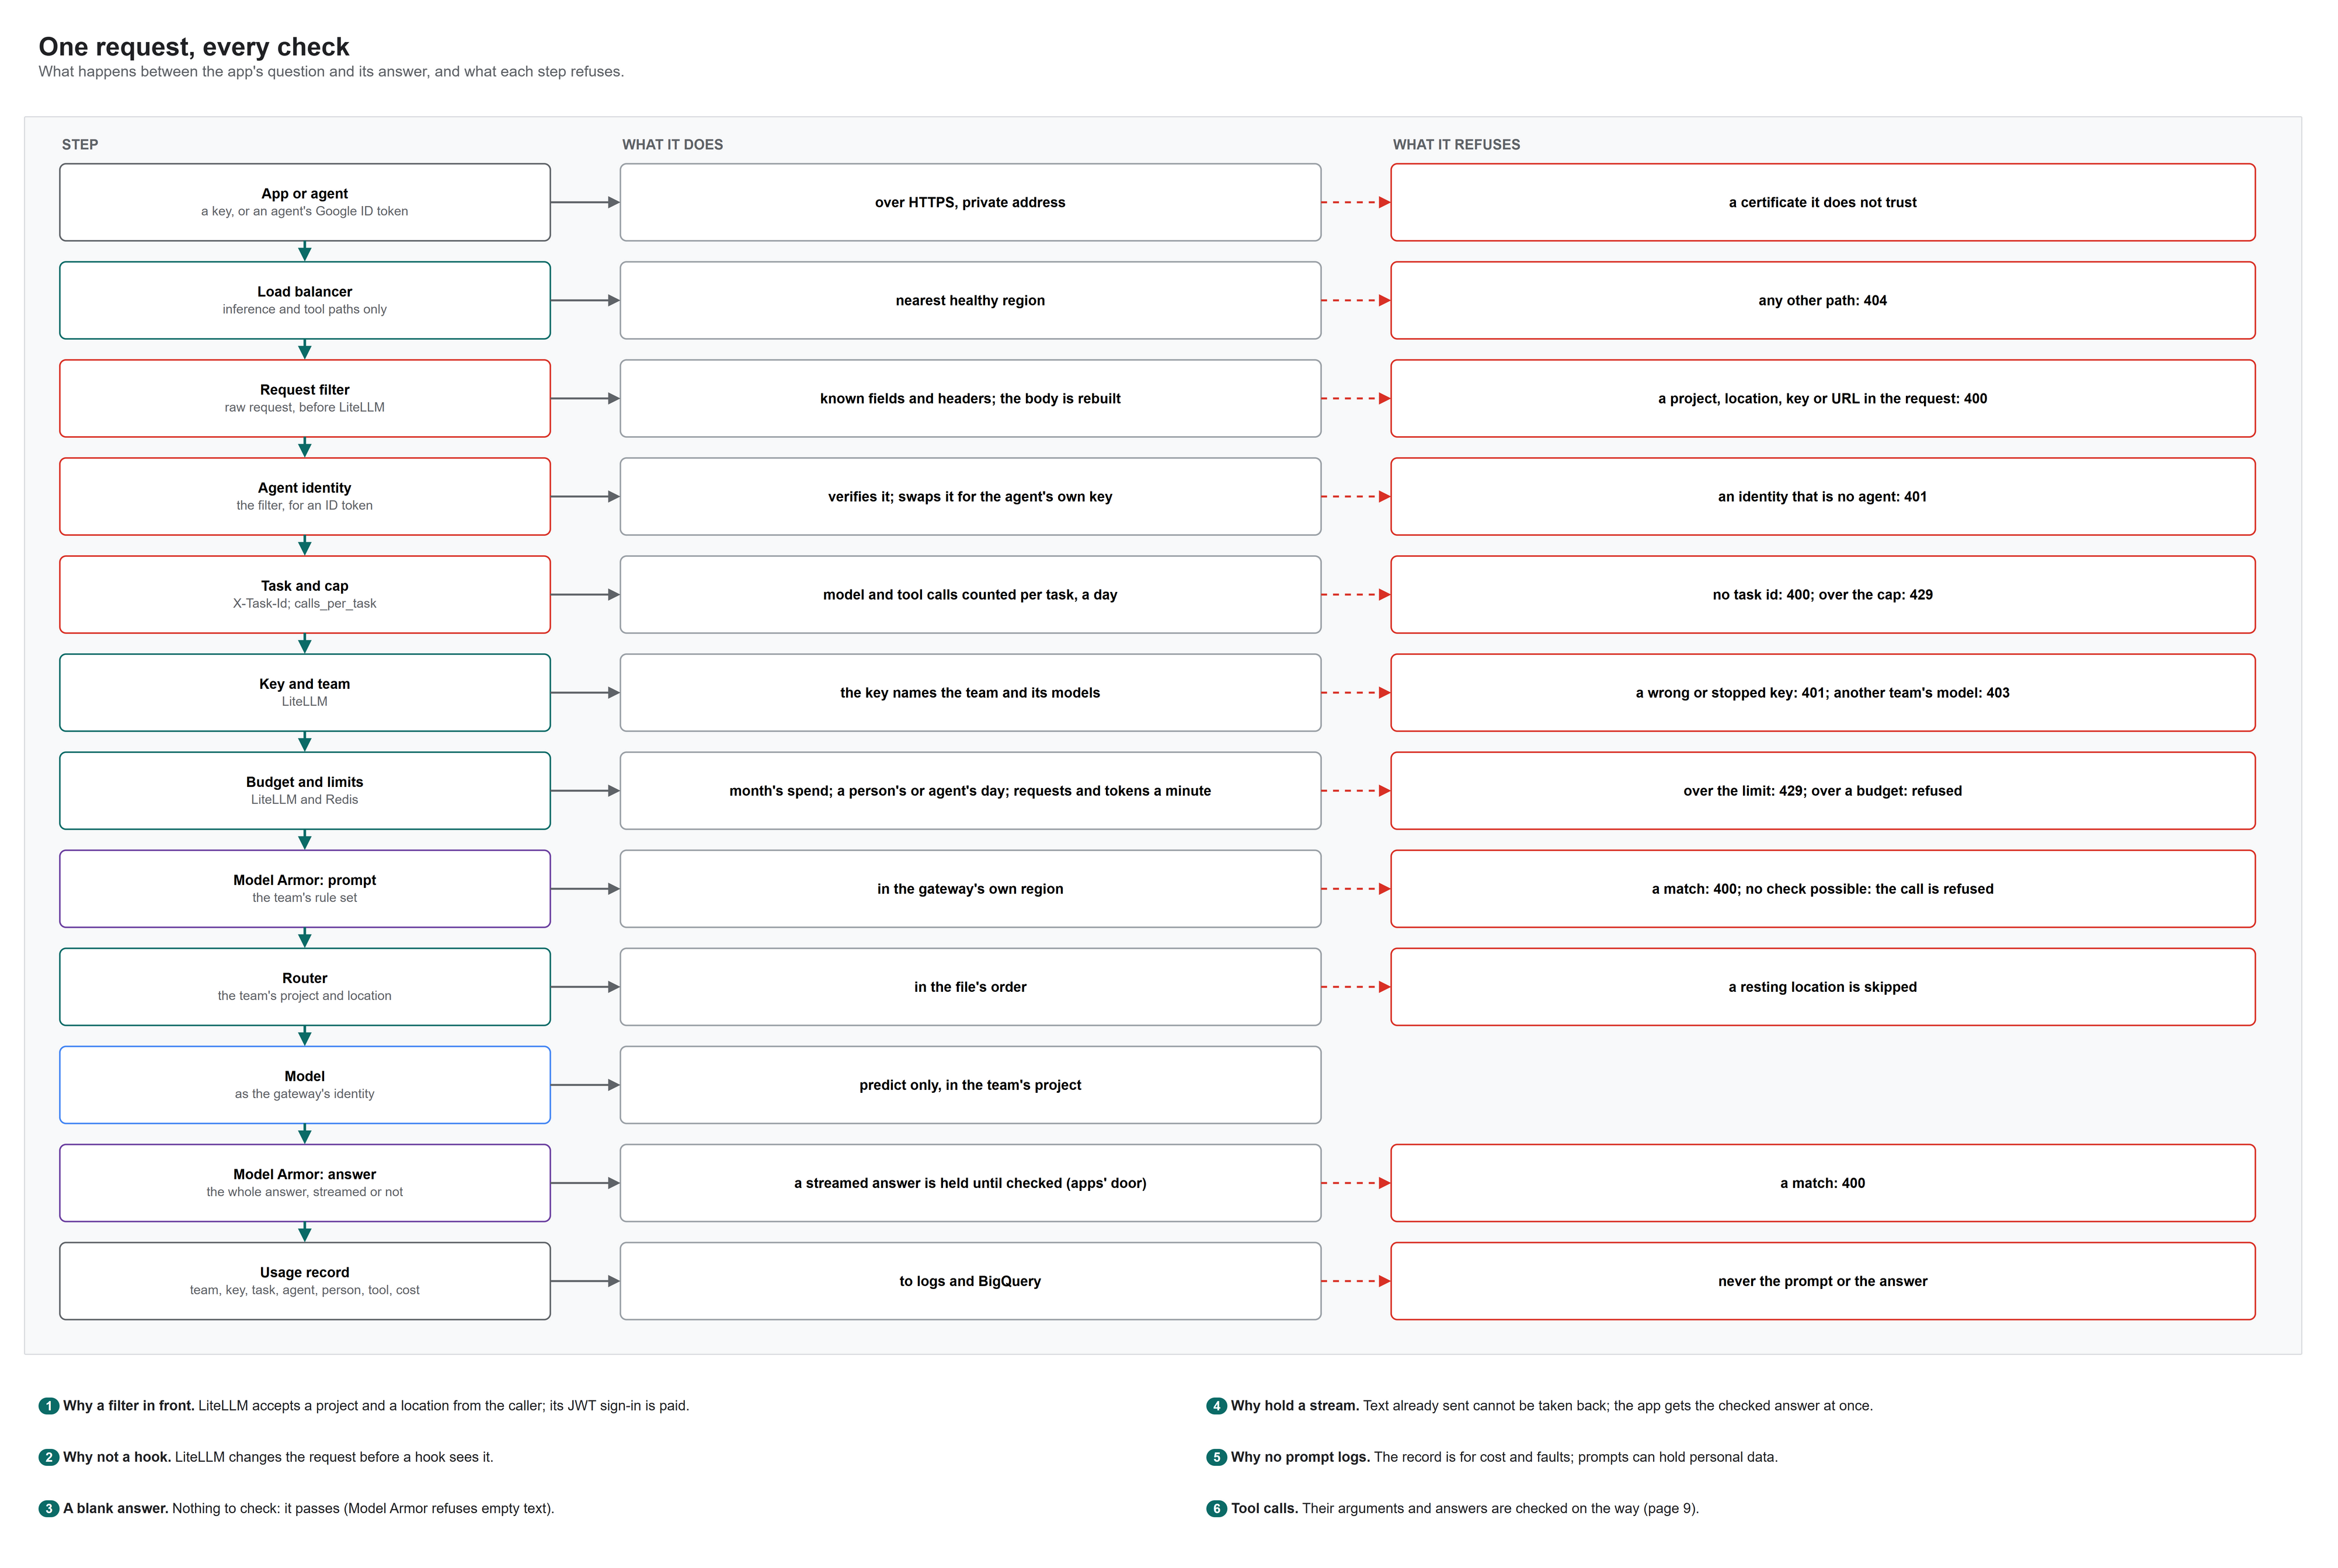 One request, every check
What happens between the app's question and its answer, and what each step refuses.
STEP
WHAT IT DOES
WHAT IT REFUSES
App or agent
a key, or an agent's Google ID token
over HTTPS, private address
a certificate it does not trust
Load balancer
inference and tool paths only
nearest healthy region
any other path: 404
Request filter
raw request, before LiteLLM
known fields and headers; the body is rebuilt
a project, location, key or URL in the request: 400
Agent identity
the filter, for an ID token
verifies it; swaps it for the agent's own key
an identity that is no agent: 401
Task and cap
X-Task-Id; calls_per_task
model and tool calls counted per task, a day
no task id: 400; over the cap: 429
Key and team
LiteLLM
the key names the team and its models
a wrong or stopped key: 401; another team's model: 403
Budget and limits
LiteLLM and Redis
month's spend; a person's or agent's day; requests and tokens a minute
over the limit: 429; over a budget: refused
Model Armor: prompt
the team's rule set
in the gateway's own region
a match: 400; no check possible: the call is refused
Router
the team's project and location
in the file's order
a resting location is skipped
Model
as the gateway's identity
predict only, in the team's project
Model Armor: answer
the whole answer, streamed or not
a streamed answer is held until checked (apps' door)
a match: 400
Usage record
team, key, task, agent, person, tool, cost
to logs and BigQuery
never the prompt or the answer
1 Why a filter in front. LiteLLM accepts a project and a location from the caller; its JWT sign-in is paid.
2 Why not a hook. LiteLLM changes the request before a hook sees it.
3 A blank answer. Nothing to check: it passes (Model Armor refuses empty text).
4 Why hold a stream. Text already sent cannot be taken back; the app gets the checked answer at once.
5 Why no prompt logs. The record is for cost and faults; prompts can hold personal data.
6 Tool calls. Their arguments and answers are checked on the way (page 9).